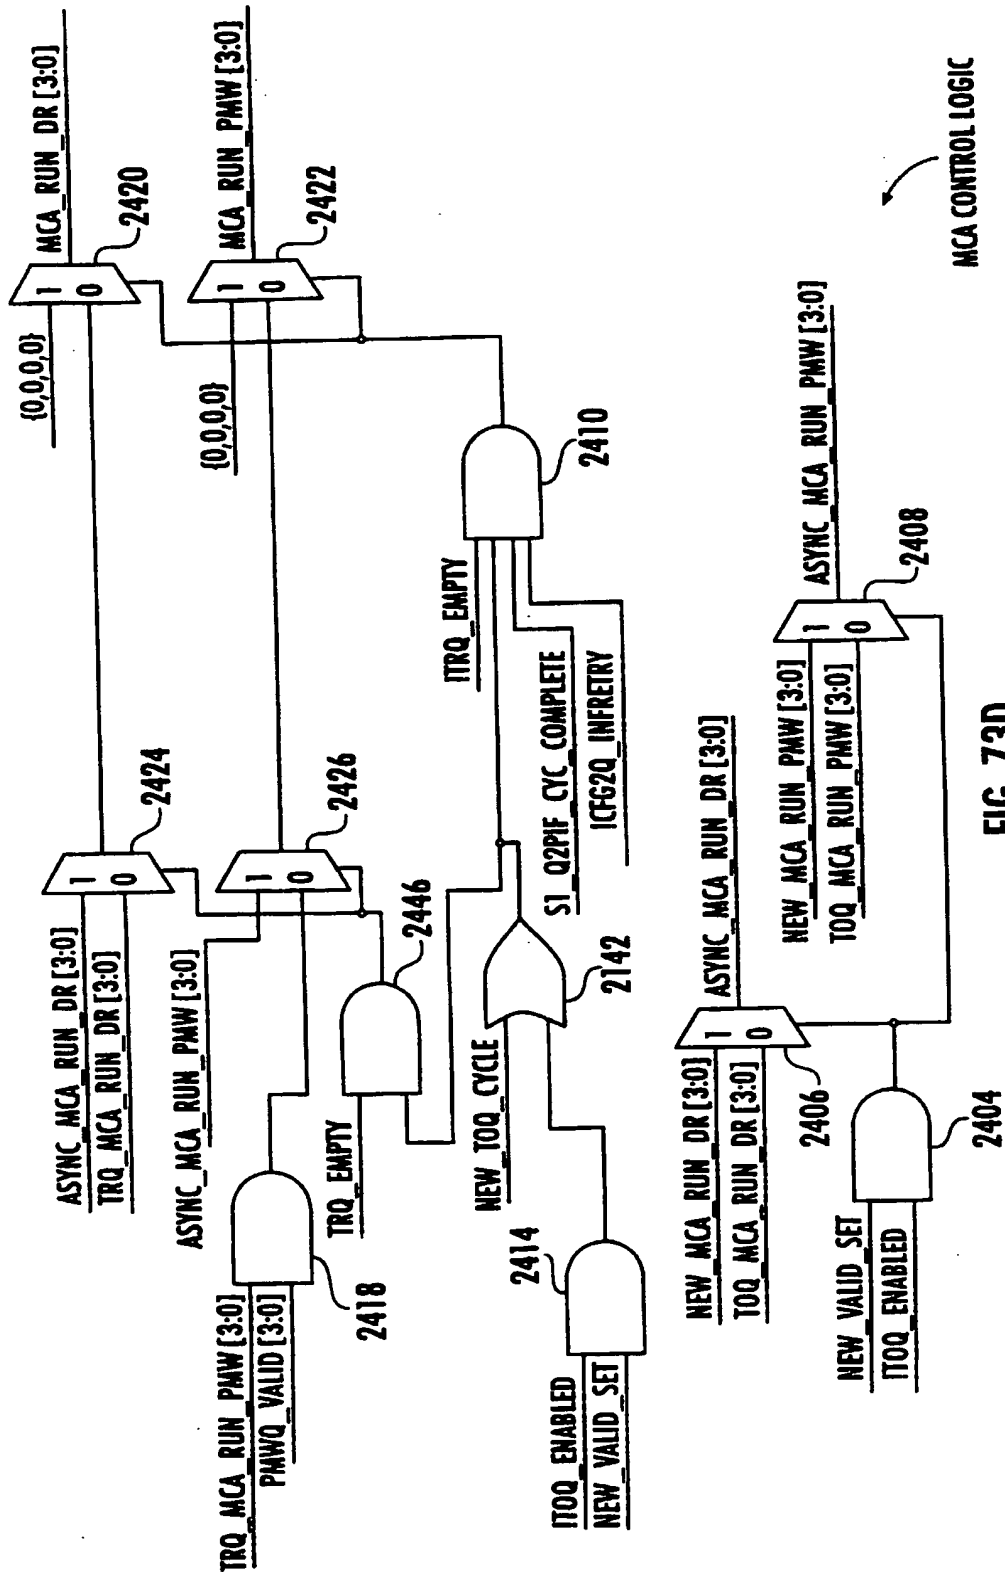 {0,0,0,0}
MCA_RUN_DR [3:0]
2420
ASYNC_MCA_RUN_DR [3:0]
TRQ_MCA_RUN_DR [3:0]
1
0
2424
1
0
{0,0,0,0}
MCA_RUN_PMW [3:0]
2422
1
0
ASYNC_MCA_RUN_PMW [3:0]
1
0
2426
TRQ_MCA_RUN_PMW [3:0]
PMWQ_VALID [3:0]
2418
TRQ_EMPTY
2446
ITRQ_EMPTY
2410
S1_Q2PIF_CYC_COMPLETE
ICFG2Q_INFRETRY
NEW_TOQ_CYCLE
2142
ITOQ_ENABLED
NEW_VALID_SET
2414
NEW_MCA_RUN_DR [3:0]
TOQ_MCA_RUN_DR [3:0]
1
0
ASYNC_MCA_RUN_DR [3:0]
2406
NEW_MCA_RUN_PMW [3:0]
TOQ_MCA_RUN_PMW [3:0]
1
0
ASYNC_MCA_RUN_PMW [3:0]
2408
NEW_VALID_SET
ITOQ_ENABLED
2404
MCA CONTROL LOGIC
FIG. 73D